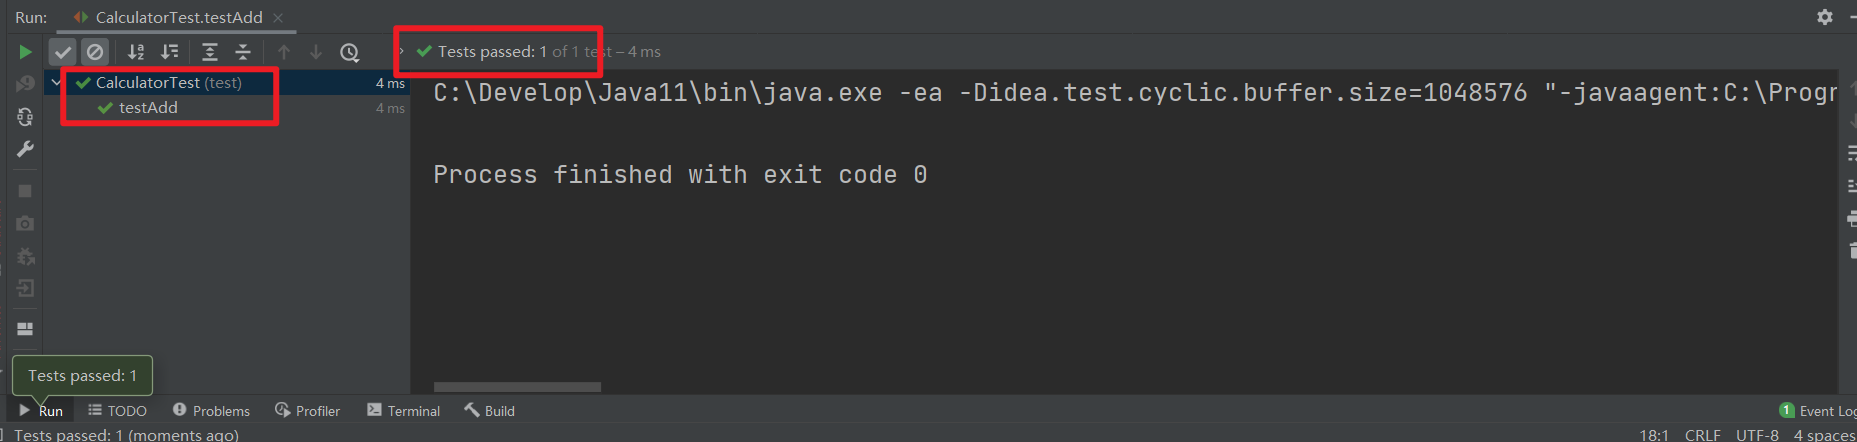 Run: CalculatorTest.testAdd
Tests passed: 1 of 1 test – 4 ms
CalculatorTest (test) 4 ms
testAdd 4 ms
C:\Develop\Java11\bin\java.exe -ea -Didea.test.cyclic.buffer.size=1048576 "-javaagent:C:\Progr
Process finished with exit code 0
Tests passed: 1
Run TODO Problems Profiler Terminal Build 1 Event Log
Tests passed: 1 (moments ago) 18:1 CRLF UTF-8 4 spaces